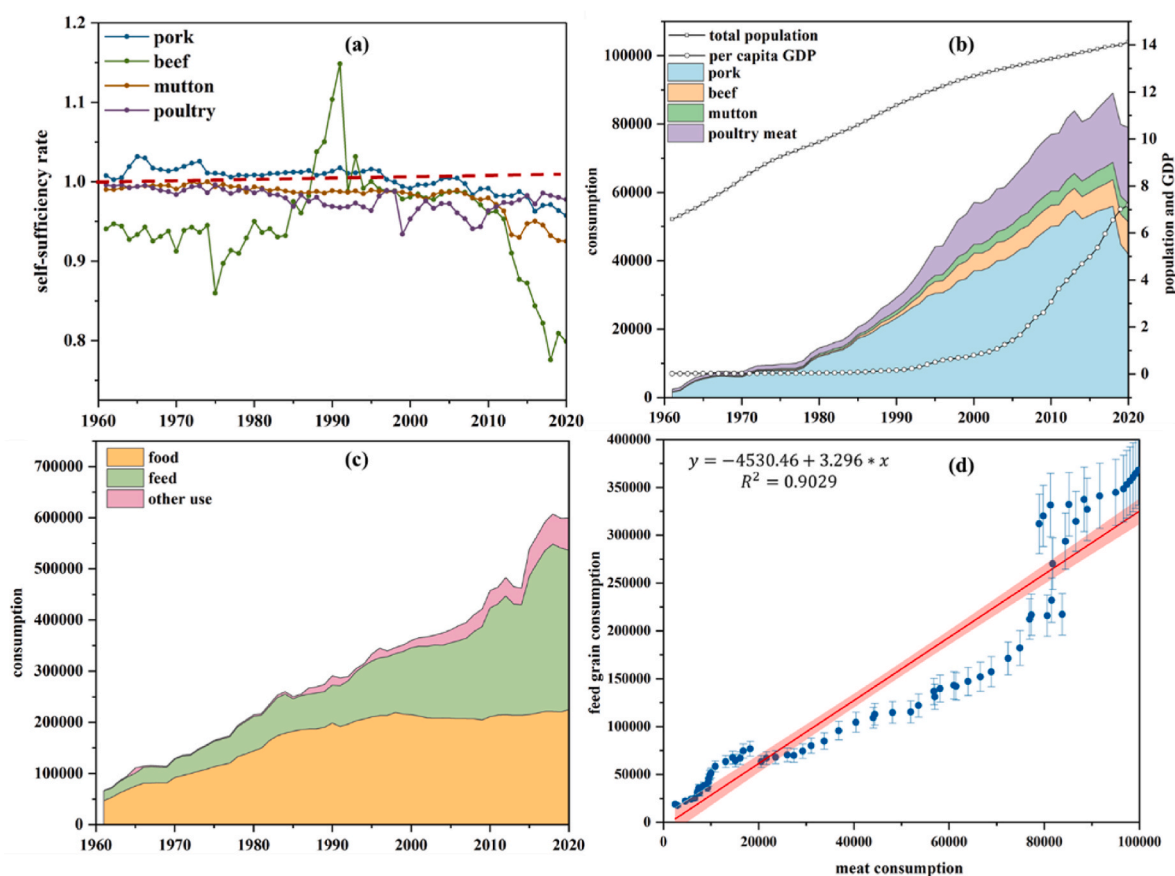 (a)
pork
beef
mutton
poultry
self-sufficiency rate
1.2
1.1
1.0
0.9
0.8
1960 1970 1980 1990 2000 2010 2020
(b)
total population
per capita GDP
pork
beef
mutton
poultry meat
consumption
100000
80000
60000
40000
20000
0
population and GDP
16
14
12
10
8
6
4
2
0
1960 1970 1980 1990 2000 2010 2020
(c)
food
feed
other use
consumption
700000
600000
500000
400000
300000
200000
100000
0
1960 1970 1980 1990 2000 2010 2020
(d)
y = −4530.46 + 3.296 * x
R² = 0.9029
feed grain consumption
400000
350000
300000
250000
200000
150000
100000
50000
0
0 20000 40000 60000 80000 100000
meat consumption